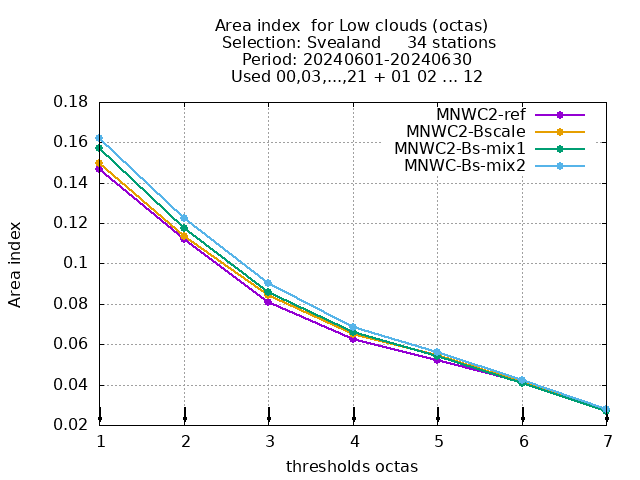 Area index  for Low clouds (octas)
Selection: Svealand     34 stations
Period: 20240601-20240630
Used 00,03,...,21 + 01 02 ... 12
MNWC2-ref
MNWC2-Bscale
MNWC2-Bs-mix1
MNWC-Bs-mix2
0.18
0.16
0.14
0.12
0.1
0.08
0.06
0.04
0.02
Area index
1 2 3 4 5 6 7
thresholds octas